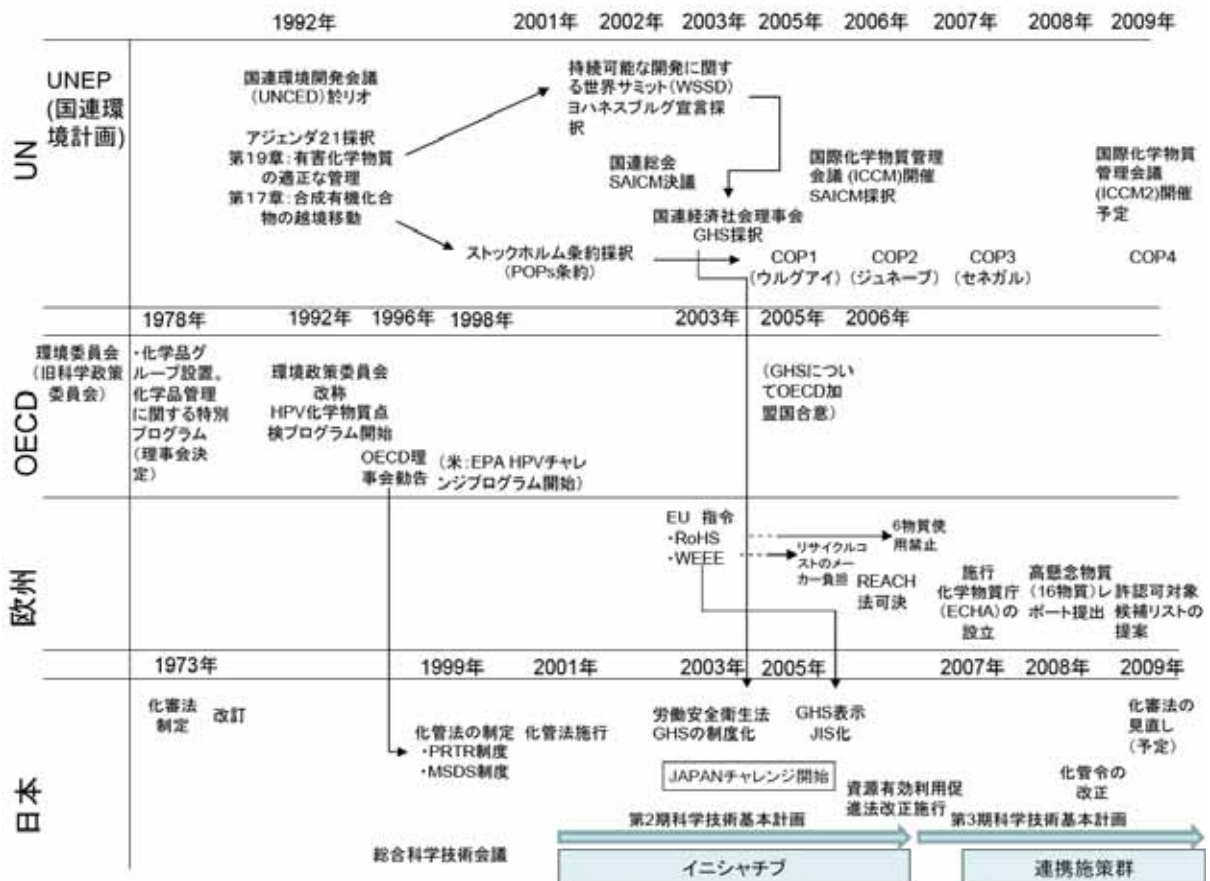 1992年
2001年
2002年
2003年
2005年
2006年
2007年
2008年
2009年
UN
UNEP
(国連環
境計画)
国連環境開発会議
(UNCED)於リオ
アジェンダ21採択
第19章:有害化学物質
の適正な管理
第17章:合成有機化合
物の越境移動
持続可能な開発に関す
る世界サミット(WSSD)
ヨハネスブルグ宣言採
択
国連総会
SAICM決議
国連経済社会理事会
GHS採択
国際化学物質管理
会議 (ICCM)開催
SAICM採択
国際化学物質
管理会議
(ICCM2)開催
予定
ストックホルム条約採択
(POPs条約)
COP1
(ウルグアイ)
COP2
(ジュネーブ)
COP3
(セネガル)
COP4
1978年
1992年
1996年
1998年
2003年
2005年
2006年
OECD
環境委員会
(旧科学政策
委員会)
・化学品グ
ループ設置。
化学品管理
に関する特別
プログラム
(理事会決
定)
環境政策委員会
改称
HPV化学物質点
検プログラム開始
OECD理
事会勧告
(米:EPA HPVチャレ
ンジプログラム開始)
(GHSについ
てOECD加
盟国合意)
欧州
EU 指令
・RoHS
・WEEE
6物質使
用禁止
リサイクルコ
ストのメー
カー負担
REACH
法可決
施行
化学物質庁
(ECHA)の
設立
高懸念物質
(16物質)レ
ポート提出
許認可対象
候補リストの
提案
1973年
1999年
2001年
2003年
2005年
2007年
2008年
2009年
日本
化審法
制定
改訂
化管法の制定
・PRTR制度
・MSDS制度
化管法施行
労働安全衛生法
GHSの制度化
GHS表示
JIS化
化審法の
見直し
(予定)
JAPANチャレンジ開始
資源有効利用促
進法改正施行
化管令の
改正
第2期科学技術基本計画
第3期科学技術基本計画
総合科学技術会議
イニシャチブ
連携施策群